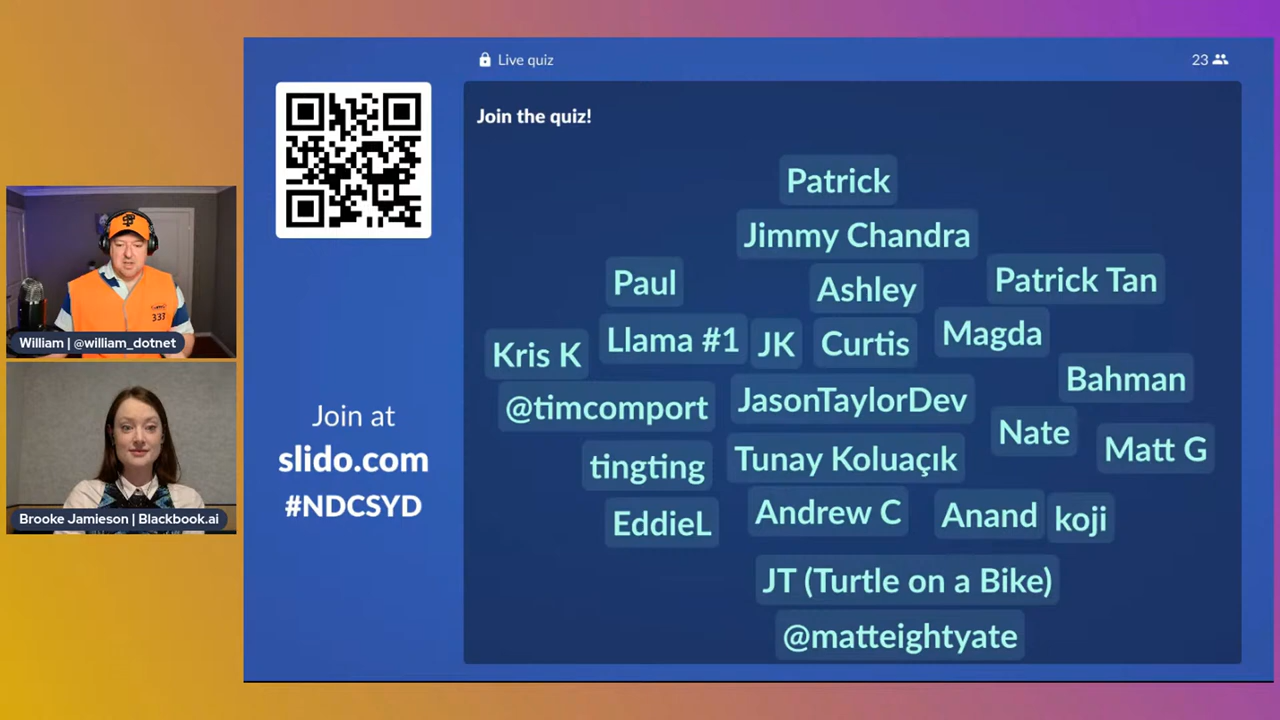 Live quiz
23
Join the quiz!
Patrick
Jimmy Chandra
Paul
Ashley
Patrick Tan
Kris K
Llama #1
JK
Curtis
Magda
Bahman
@timcomport
JasonTaylorDev
Nate
Matt G
tingting
Tunay Koluaçık
EddieL
Andrew C
Anand
koji
JT (Turtle on a Bike)
@matteightyate
Join at
slido.com
#NDCSYD
333
William | @william_dotnet
Brooke Jamieson | Blackbook.ai